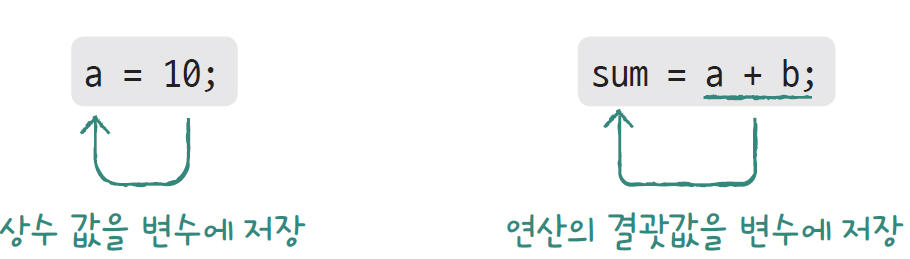 a = 10;
sum = a + b;
상수 값을 변수에 저장
연산의 결괏값을 변수에 저장